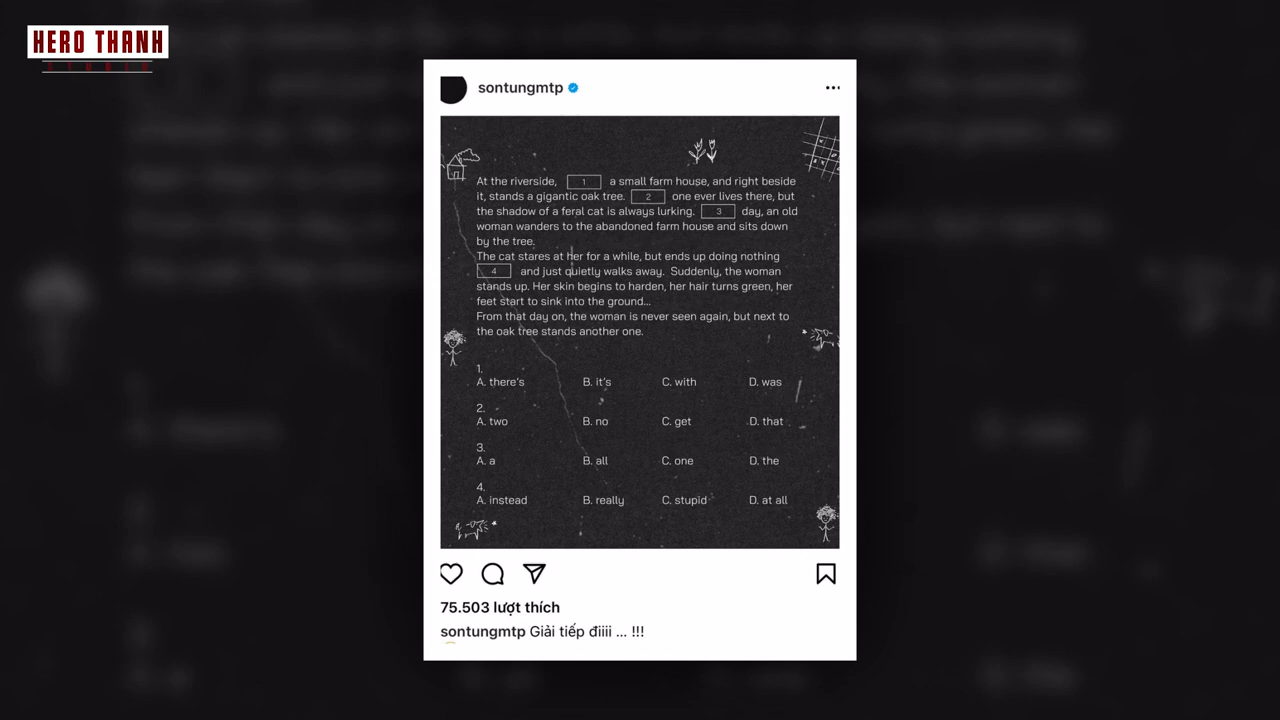 HERO THANH
STUDIO
sontungmtp
At the riverside, 1 a small farm house, and right beside
it, stands a gigantic oak tree. 2 one ever lives there, but
the shadow of a feral cat is always lurking. 3 day, an old
woman wanders to the abandoned farm house and sits down
by the tree.
The cat stares at her for a while, but ends up doing nothing
4 and just quietly walks away. Suddenly, the woman
stands up. Her skin begins to harden, her hair turns green, her
feet start to sink into the ground...
From that day on, the woman is never seen again, but next to
the oak tree stands another one.
1.
A. there's B. it's C. with D. was
2.
A. two B. no C. get D. that
3.
A. a B. all C. one D. the
4.
A. instead B. really C. stupid D. at all
75.503 lượt thích
sontungmtp Giải tiếp điiii ... !!!